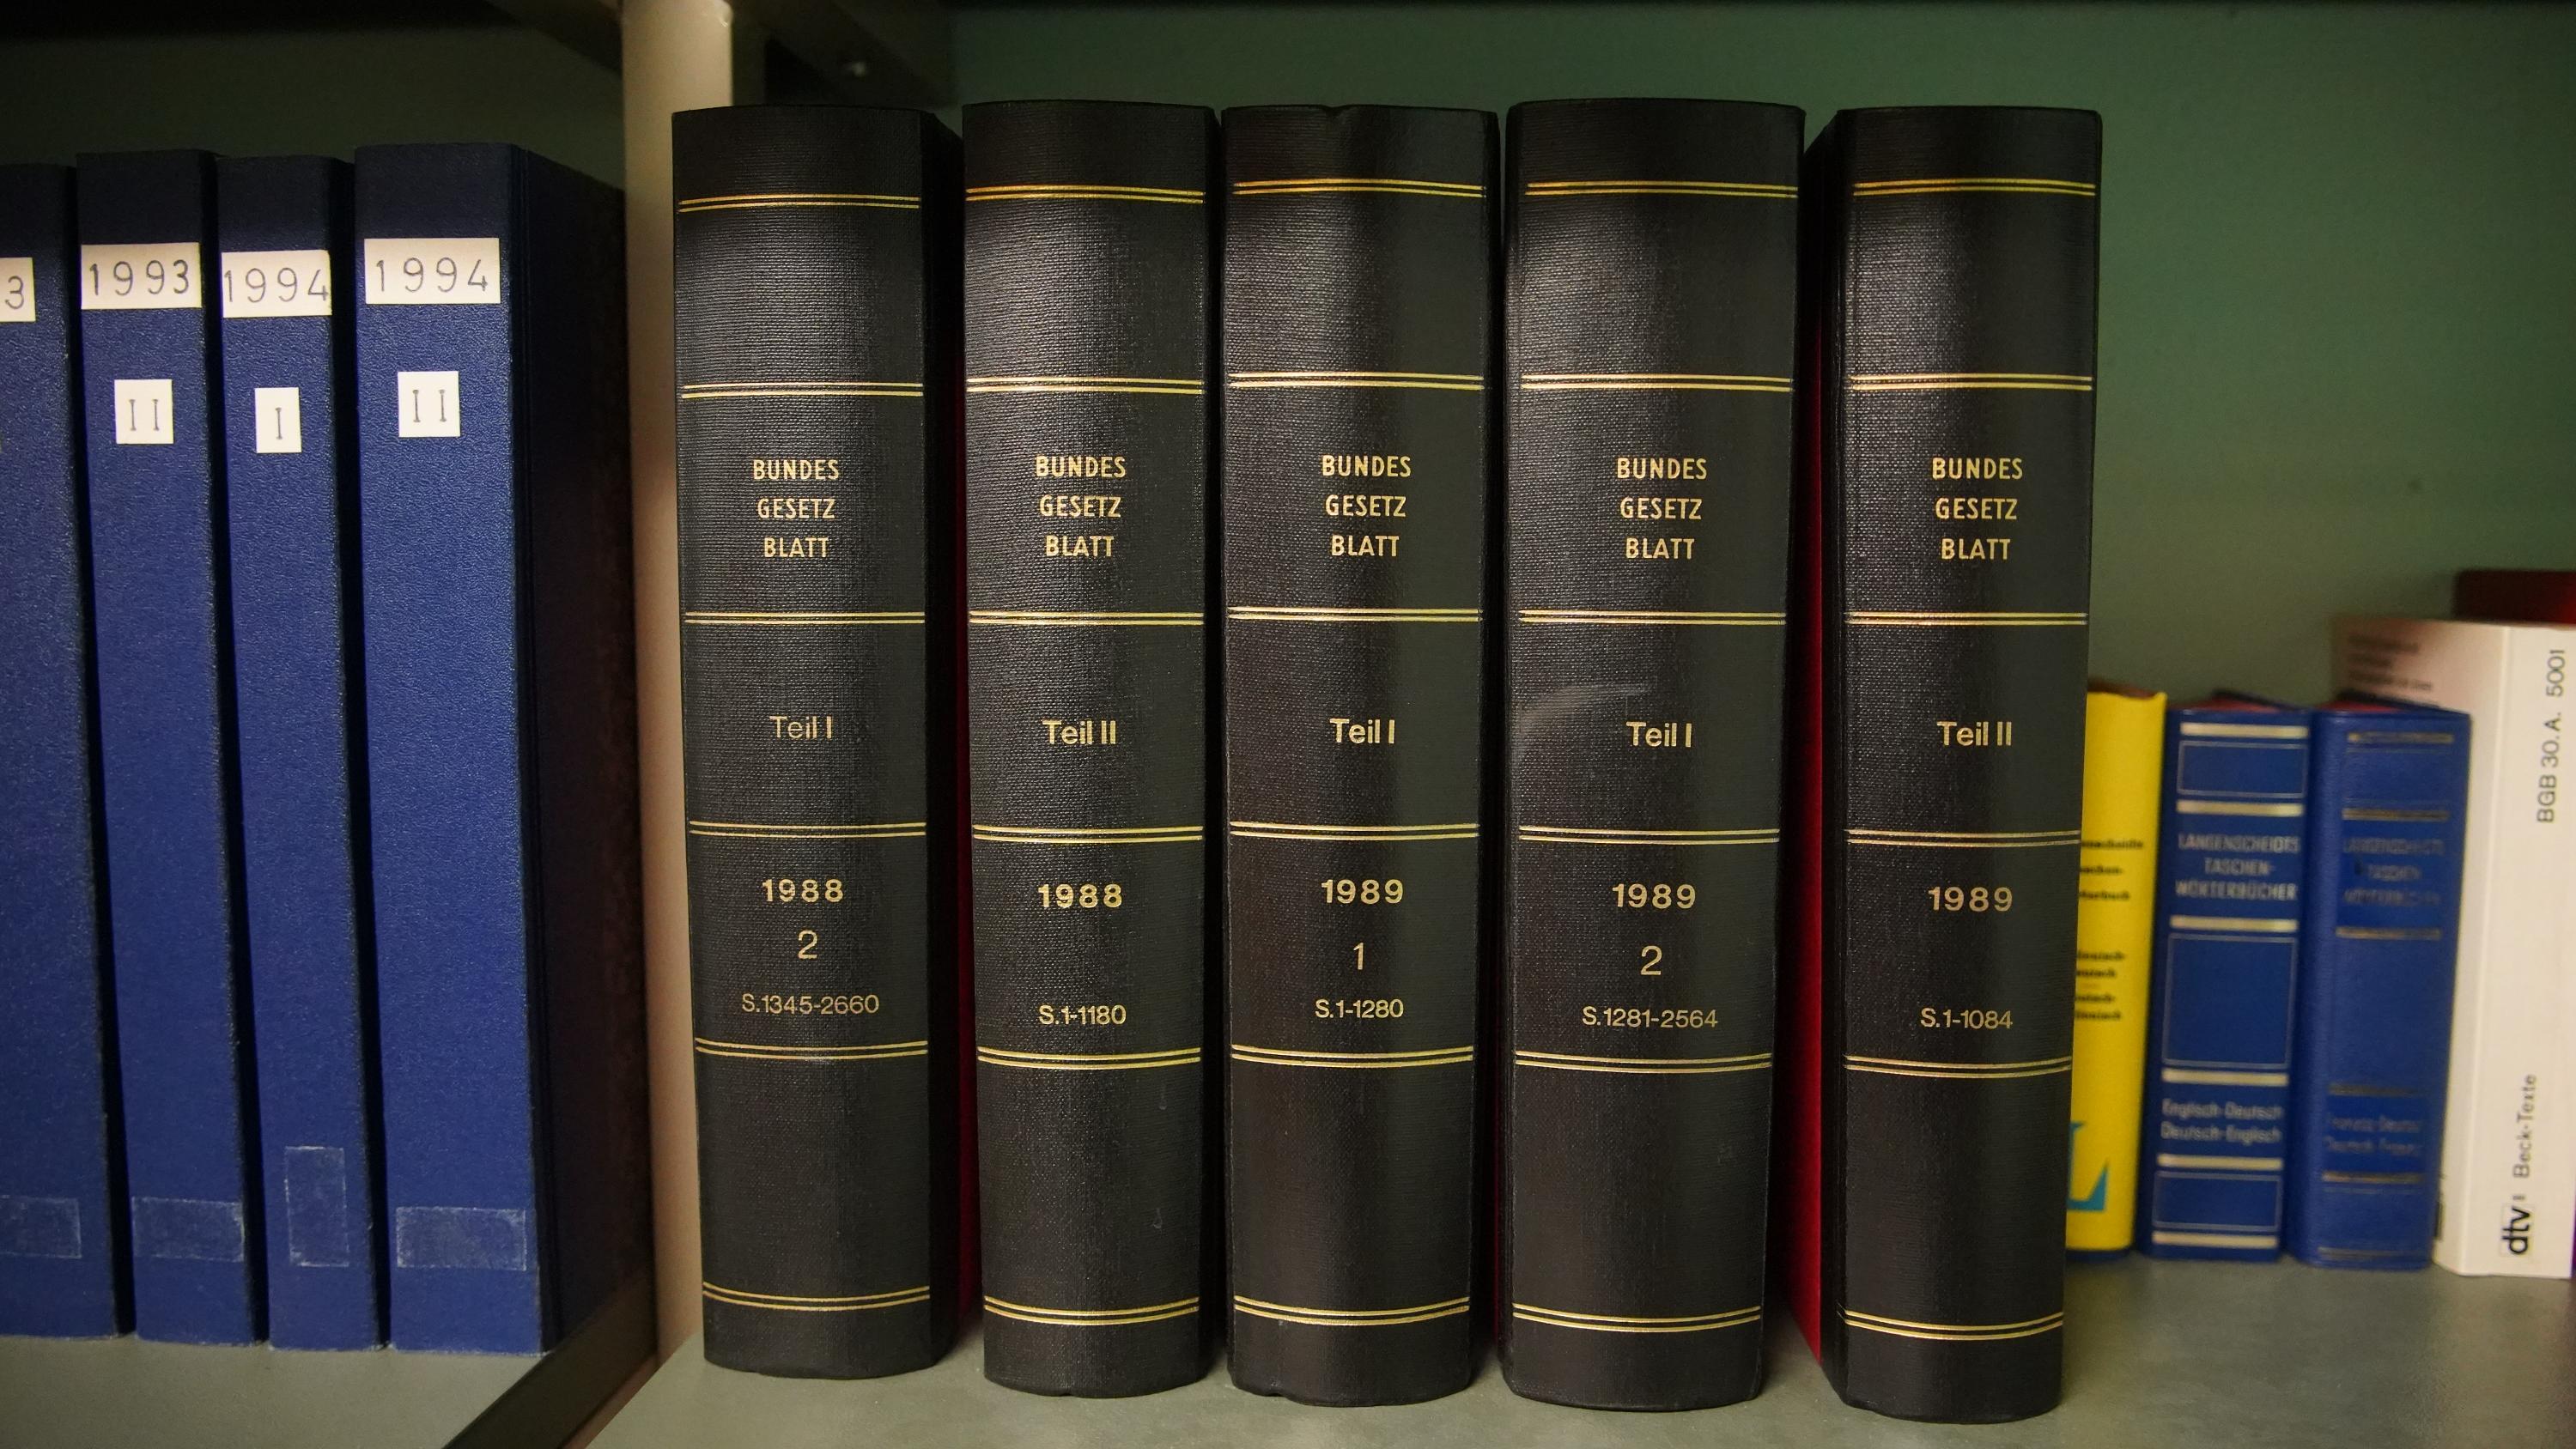 3
1993
II
1994
I
1994
II
BUNDES
GESETZ
BLATT
Teil I
1988
2
S.1345-2660
BUNDES
GESETZ
BLATT
Teil II
1988
S.1-1180
BUNDES
GESETZ
BLATT
Teil I
1989
1
S.1-1280
BUNDES
GESETZ
BLATT
Teil I
1989
2
S.1281-2564
BUNDES
GESETZ
BLATT
Teil II
1989
S.1-1084
L
LANGENSCHEIDTS
TASCHEN-
WÖRTERBÜCHER
Englisch-Deutsch
Deutsch-Englisch
LANGENSCHEIDTS
TASCHEN-
WÖRTERBÜCHER
dtv Beck-Texte
BGB 30. A. 5001